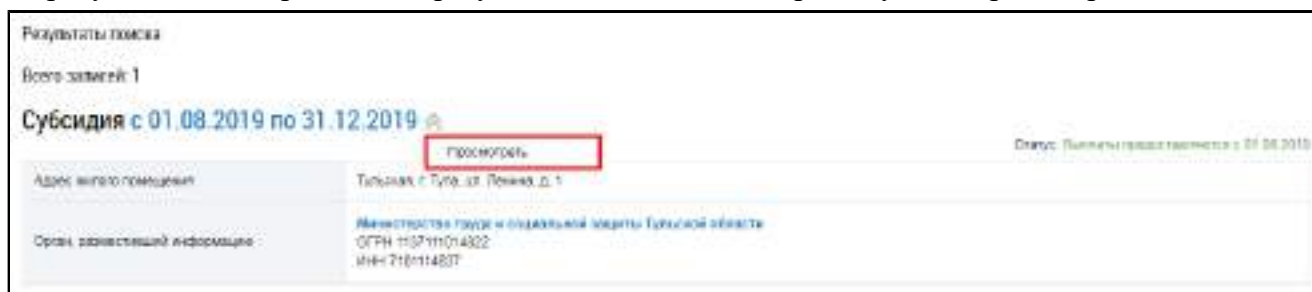 Результаты поиска
Всего записей: 1
Субсидия с 01.08.2019 по 31.12.2019
Просмотреть
Статус: Выплаты предоставляются с 01.08.2019
Адрес жилого помещения
Тульская, г. Тула, ул. Ленина, д. 1
Министерство труда и социальной защиты Тульской области
Орган, разместивший информацию
ОГРН 1137111014822
ИНН 7181114837